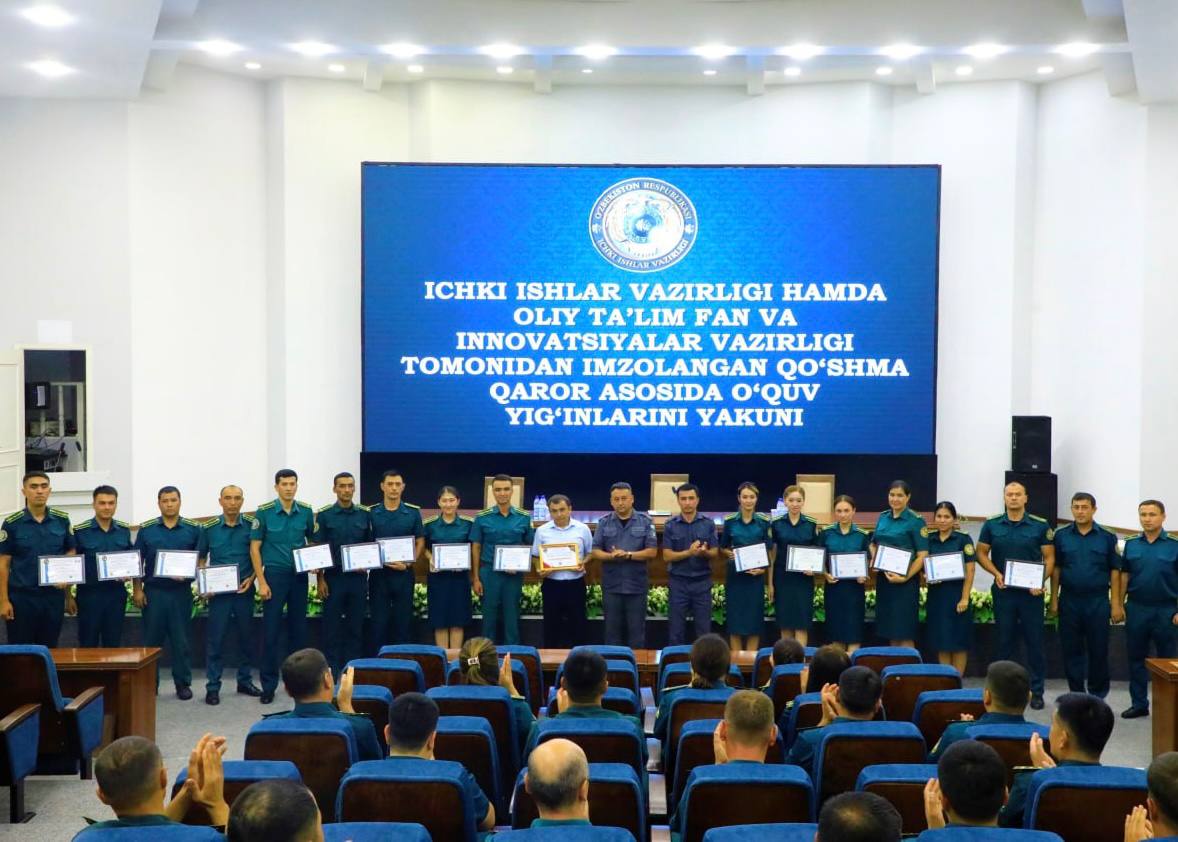 O'ZBEKISTON RESPUBLIKASI
ICHKI ISHLAR VAZIRLIGI
ICHKI ISHLAR VAZIRLIGI HAMDA
OLIY TA’LIM FAN VA
INNOVATSIYALAR VAZIRLIGI
TOMONIDAN IMZOLANGAN QO‘SHMA
QAROR ASOSIDA O‘QUV
YIG‘INLARINI YAKUNI